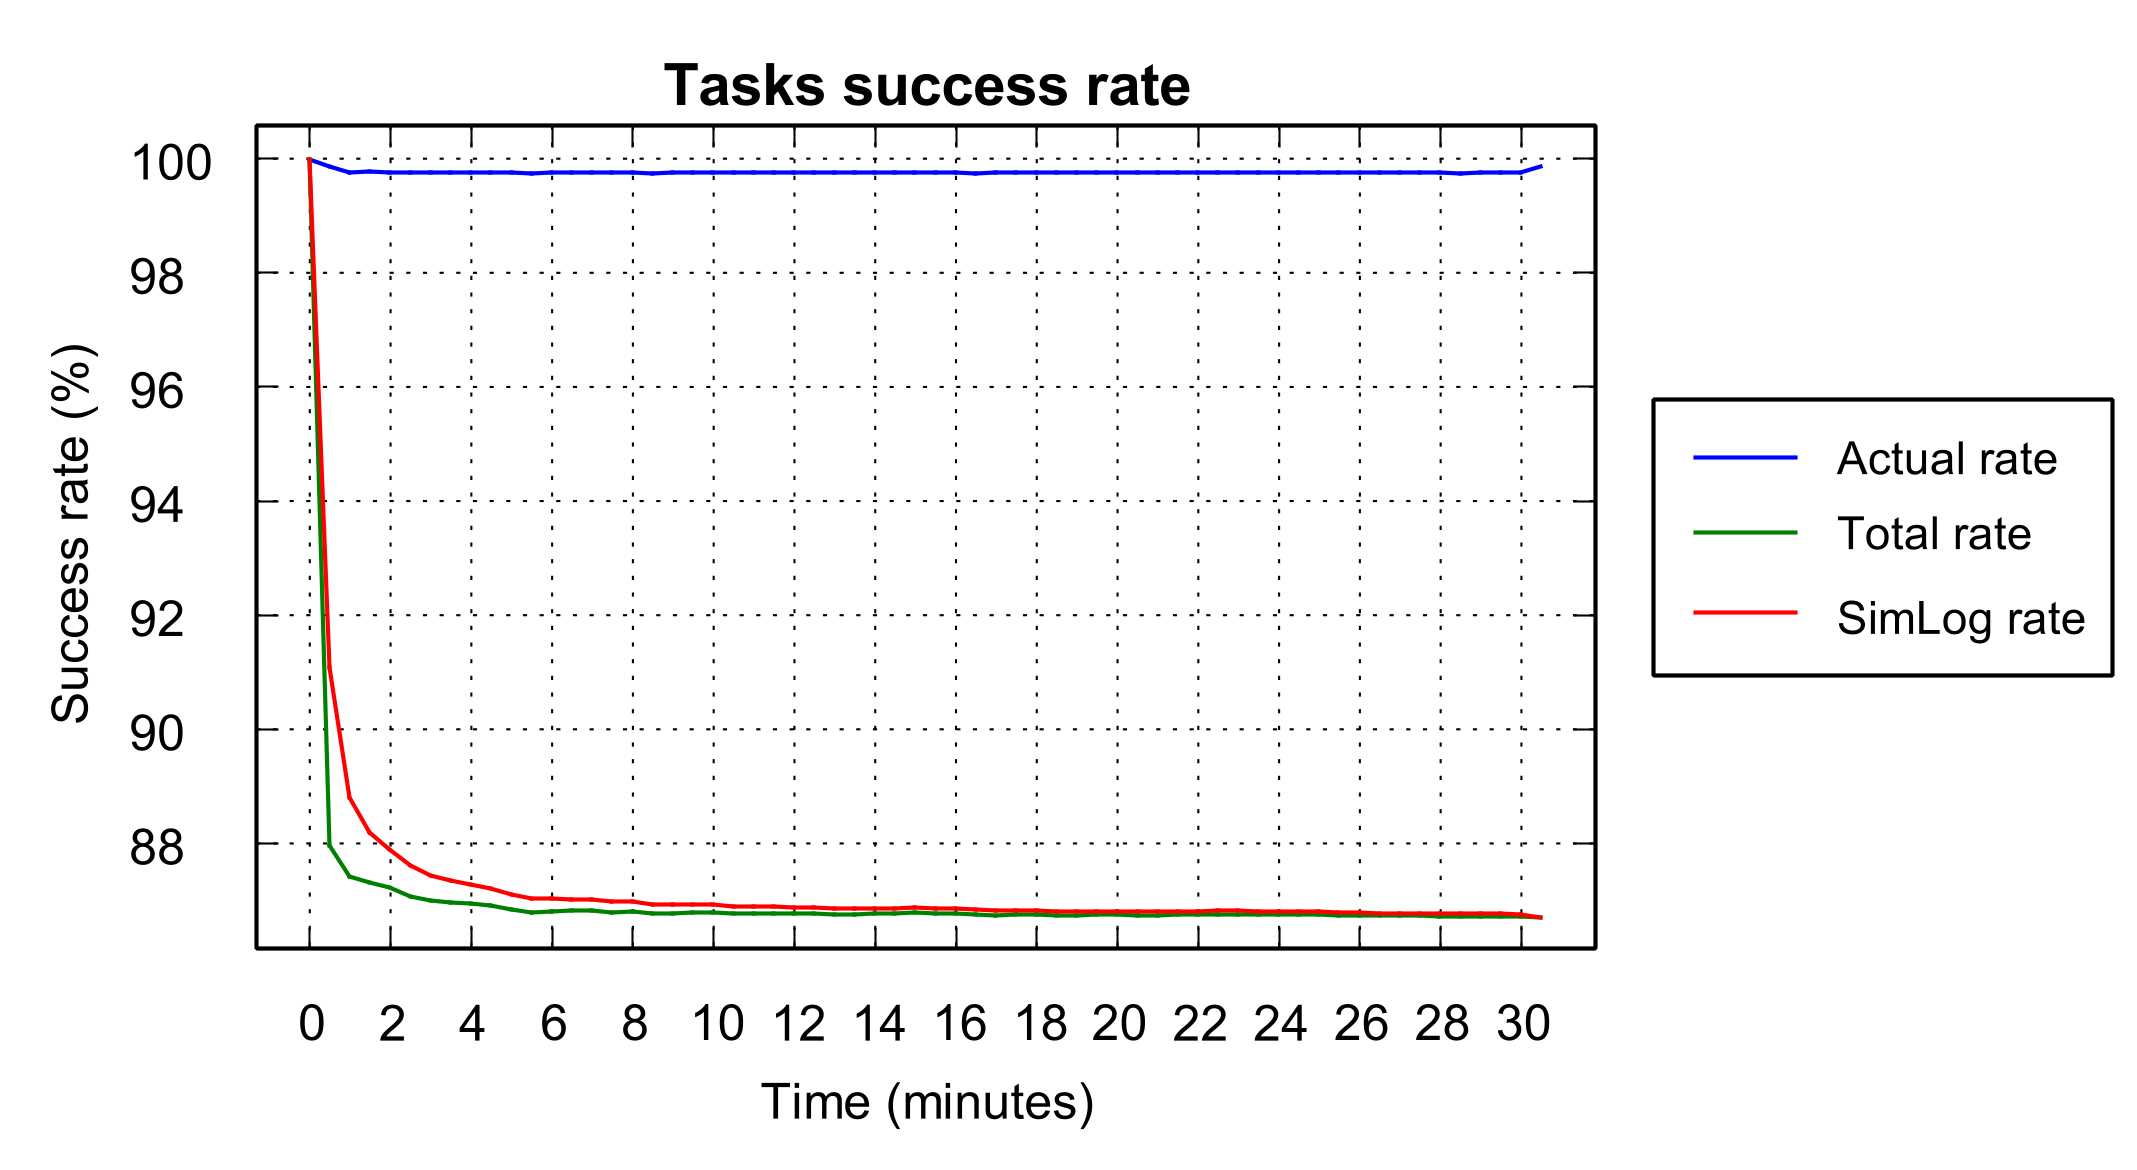 Tasks success rate
100
98
96
94
92
90
88
Success rate (%)
0 2 4 6 8 10 12 14 16 18 20 22 24 26 28 30
Time (minutes)
Actual rate
Total rate
SimLog rate